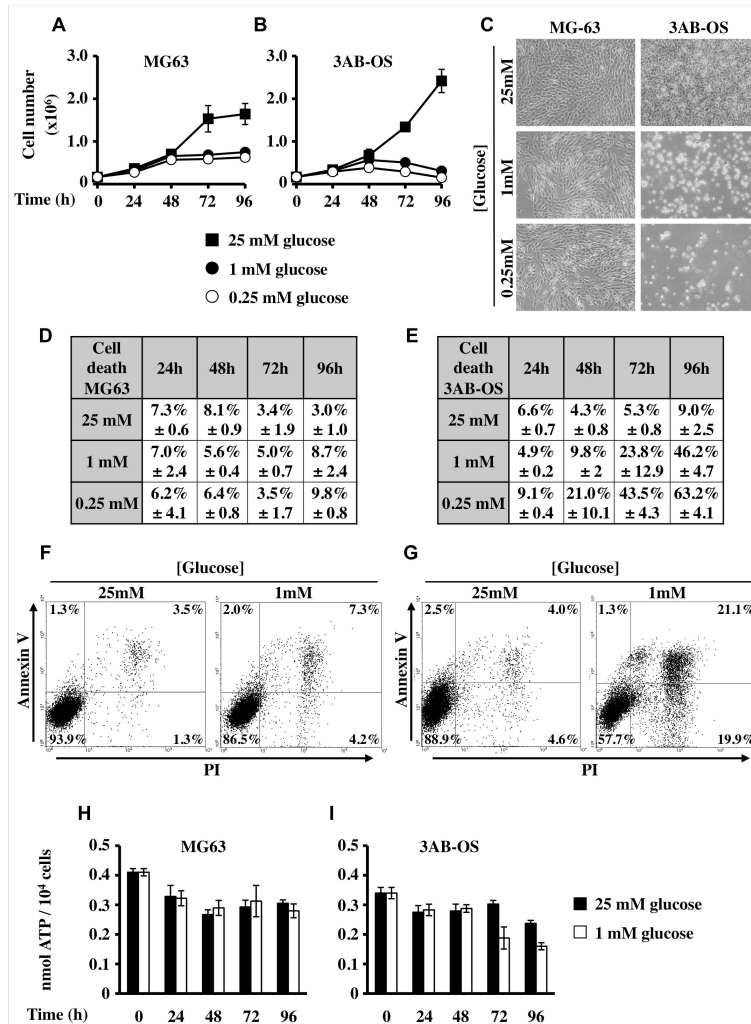 A
B
C
MG63
3AB-OS
MG-63
3AB-OS
Cell number
(x10⁶)
3.0
2.0
1.0
0
3.0
2.0
1.0
0
Time (h)
0 24 48 72 96
0 24 48 72 96
25 mM glucose
1 mM glucose
0.25 mM glucose
[Glucose]
25mM
1mM
0.25mM
D
Cell
death
MG63
24h 48h 72h 96h
25 mM
7.3% 8.1% 3.4% 3.0%
± 0.6 ± 0.9 ± 1.9 ± 1.0
1 mM
7.0% 5.6% 5.0% 8.7%
± 2.4 ± 0.4 ± 0.7 ± 2.4
0.25 mM
6.2% 6.4% 3.5% 9.8%
± 4.1 ± 0.8 ± 1.7 ± 0.8
E
Cell
death
3AB-OS
24h 48h 72h 96h
25 mM
6.6% 4.3% 5.3% 9.0%
± 0.7 ± 0.8 ± 0.8 ± 2.5
1 mM
4.9% 9.8% 23.8% 46.2%
± 0.2 ± 2 ± 12.9 ± 4.7
0.25 mM
9.1% 21.0% 43.5% 63.2%
± 0.4 ± 10.1 ± 4.3 ± 4.1
F
[Glucose]
25mM
1mM
1.3% 3.5%
93.9% 1.3%
2.0% 7.3%
86.5% 4.2%
Annexin V
PI
G
[Glucose]
25mM
1mM
2.5% 4.0%
88.9% 4.6%
1.3% 21.1%
57.7% 19.9%
Annexin V
PI
H
MG63
nmol ATP / 10⁴ cells
0.5
0.4
0.3
0.2
0.1
0
Time (h)
0 24 48 72 96
I
3AB-OS
0.5
0.4
0.3
0.2
0.1
0
0 24 48 72 96
25 mM glucose
1 mM glucose